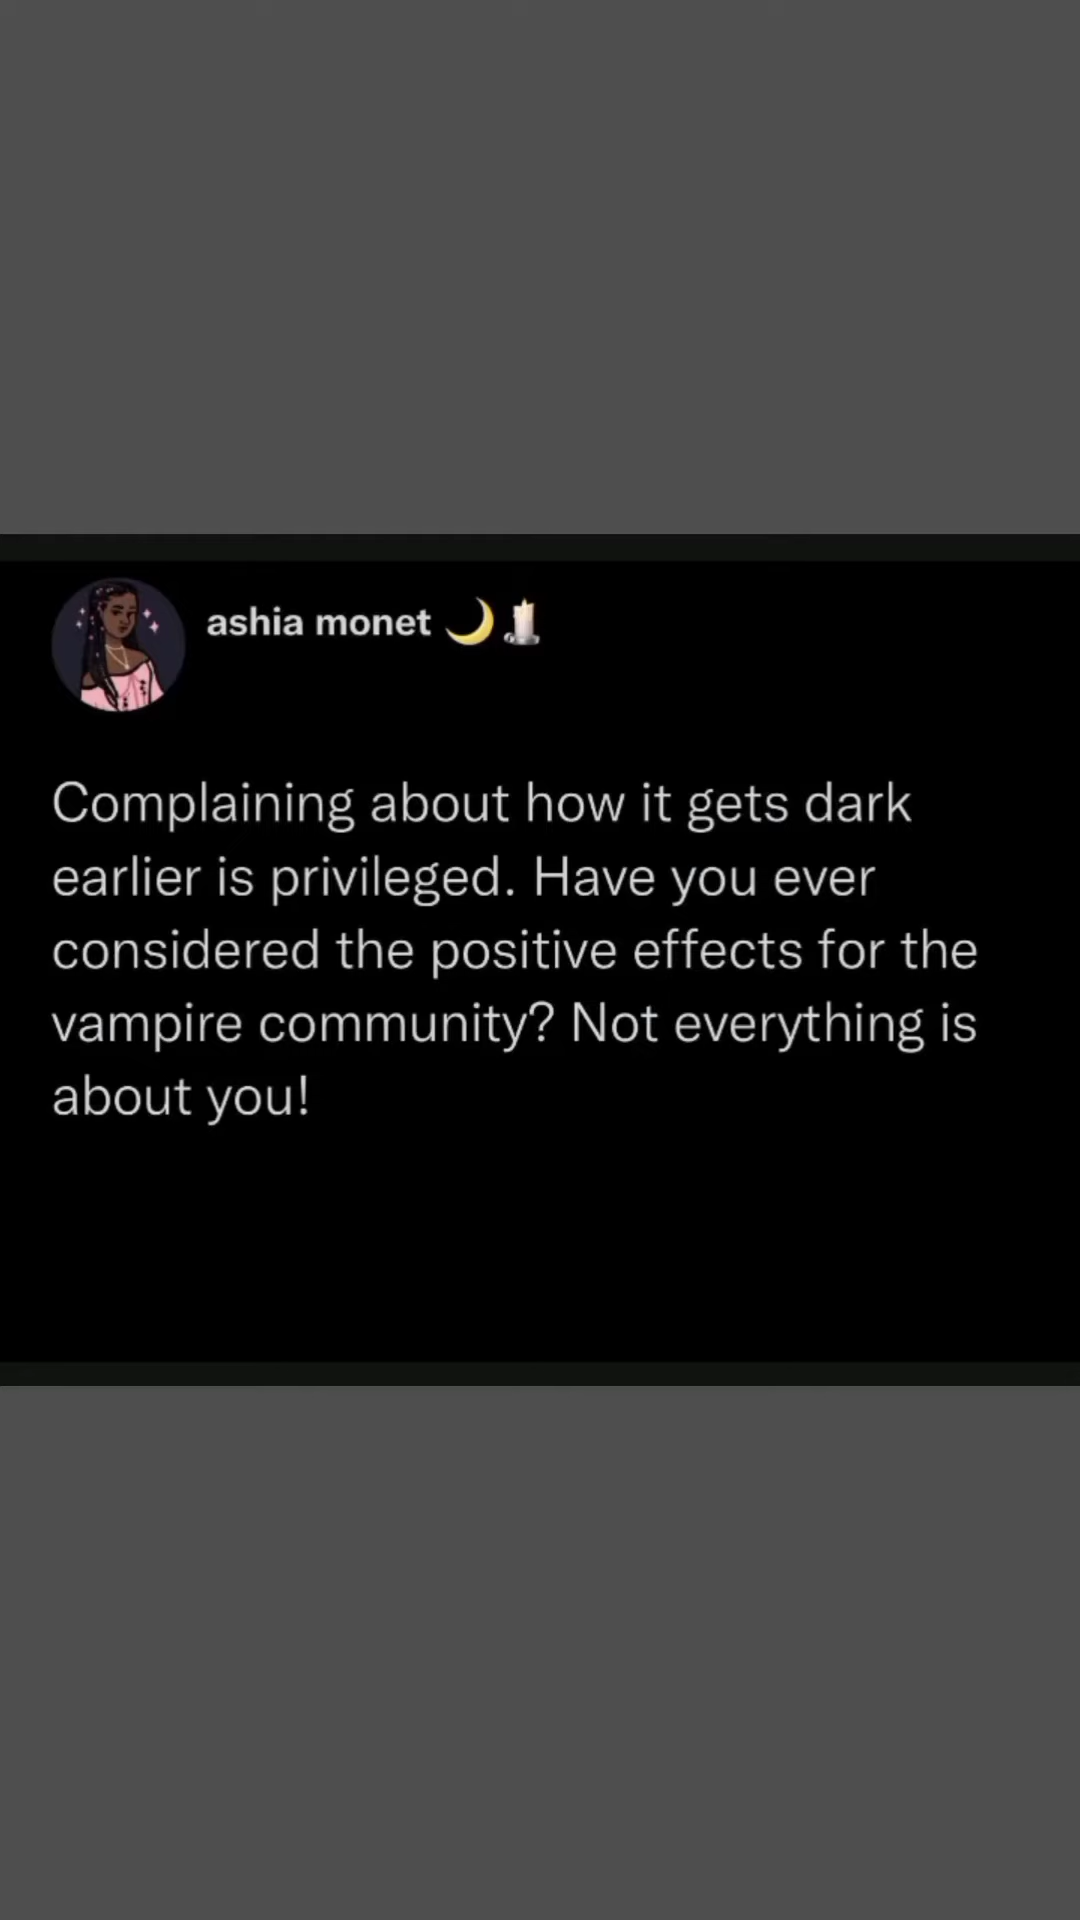 ashia monet 🌙🕯️
Complaining about how it gets dark
earlier is privileged. Have you ever
considered the positive effects for the
vampire community? Not everything is
about you!